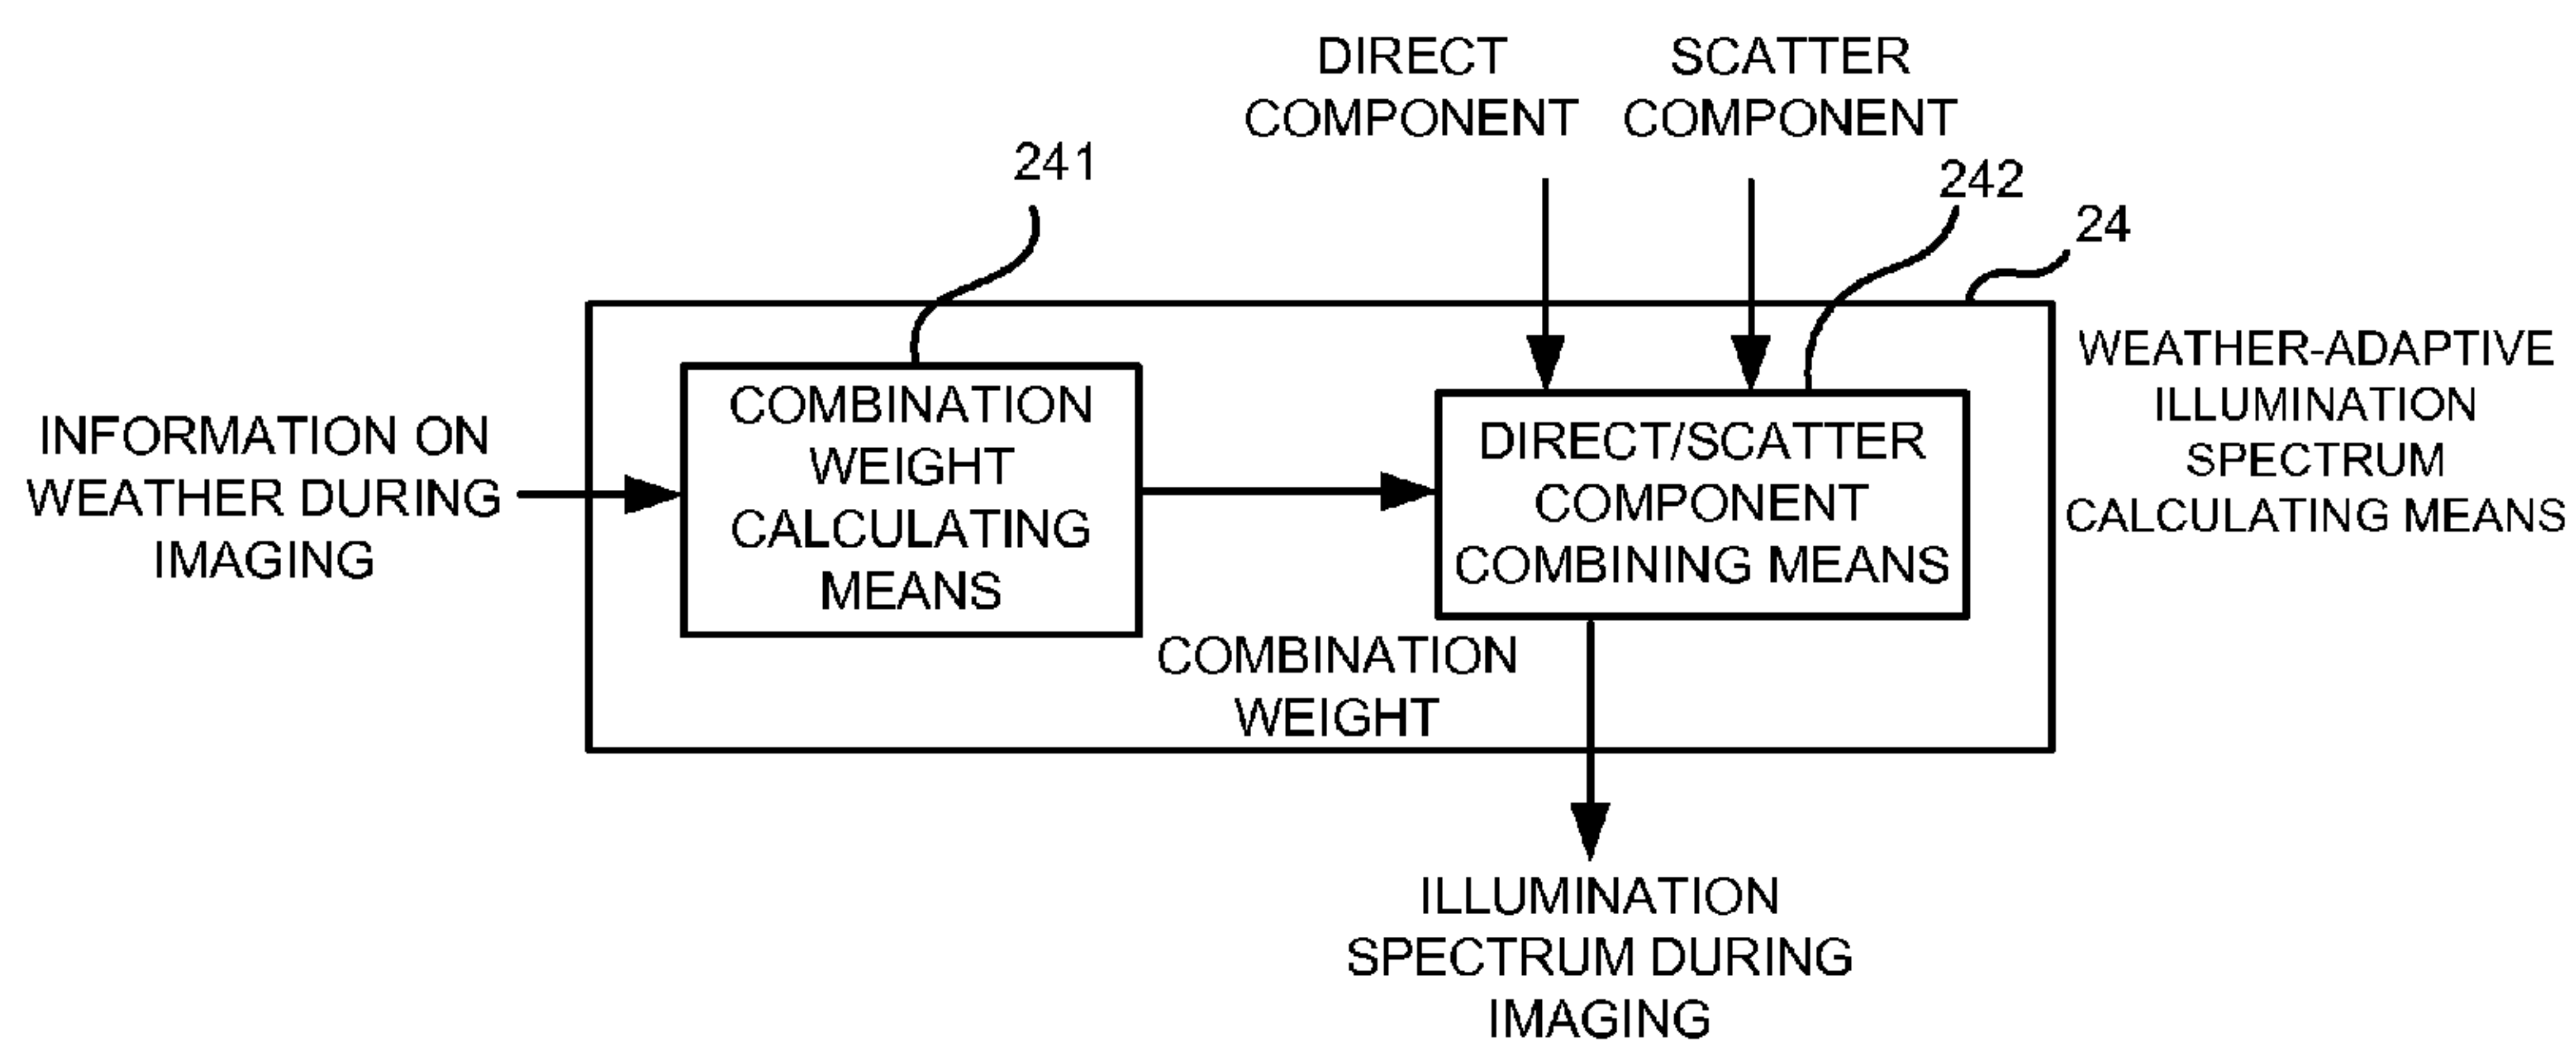 DIRECT
COMPONENT
SCATTER
COMPONENT
241
242
24
INFORMATION ON
WEATHER DURING
IMAGING
COMBINATION
WEIGHT
CALCULATING
MEANS
DIRECT/SCATTER
COMPONENT
COMBINING MEANS
WEATHER-ADAPTIVE
ILLUMINATION
SPECTRUM
CALCULATING MEANS
COMBINATION
WEIGHT
ILLUMINATION
SPECTRUM DURING
IMAGING